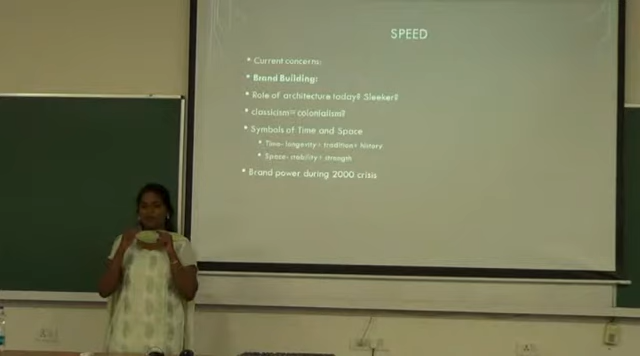 SPEED
• Current concerns:
• Brand Building:
• Role of architecture today? Sleeker?
• classicism= colonialism?
• Symbols of Time and Space
• Time- longevity+ tradition+ history
• Space- stability+ strength
• Brand power during 2000 crisis